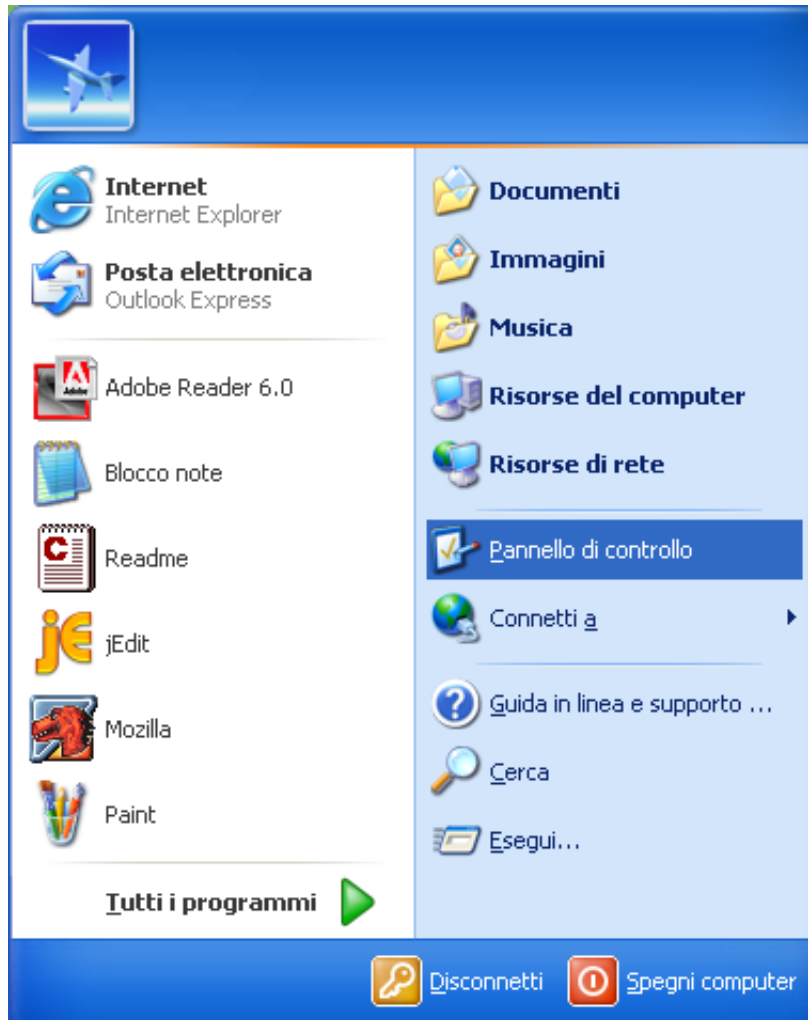 Internet
Internet Explorer
Posta elettronica
Outlook Express
Adobe Reader 6.0
Blocco note
Readme
jEdit
Mozilla
Paint
Tutti i programmi
Documenti
Immagini
Musica
Risorse del computer
Risorse di rete
Pannello di controllo
Connetti a
Guida in linea e supporto ...
Cerca
Esegui...
Disconnetti
Spegni computer